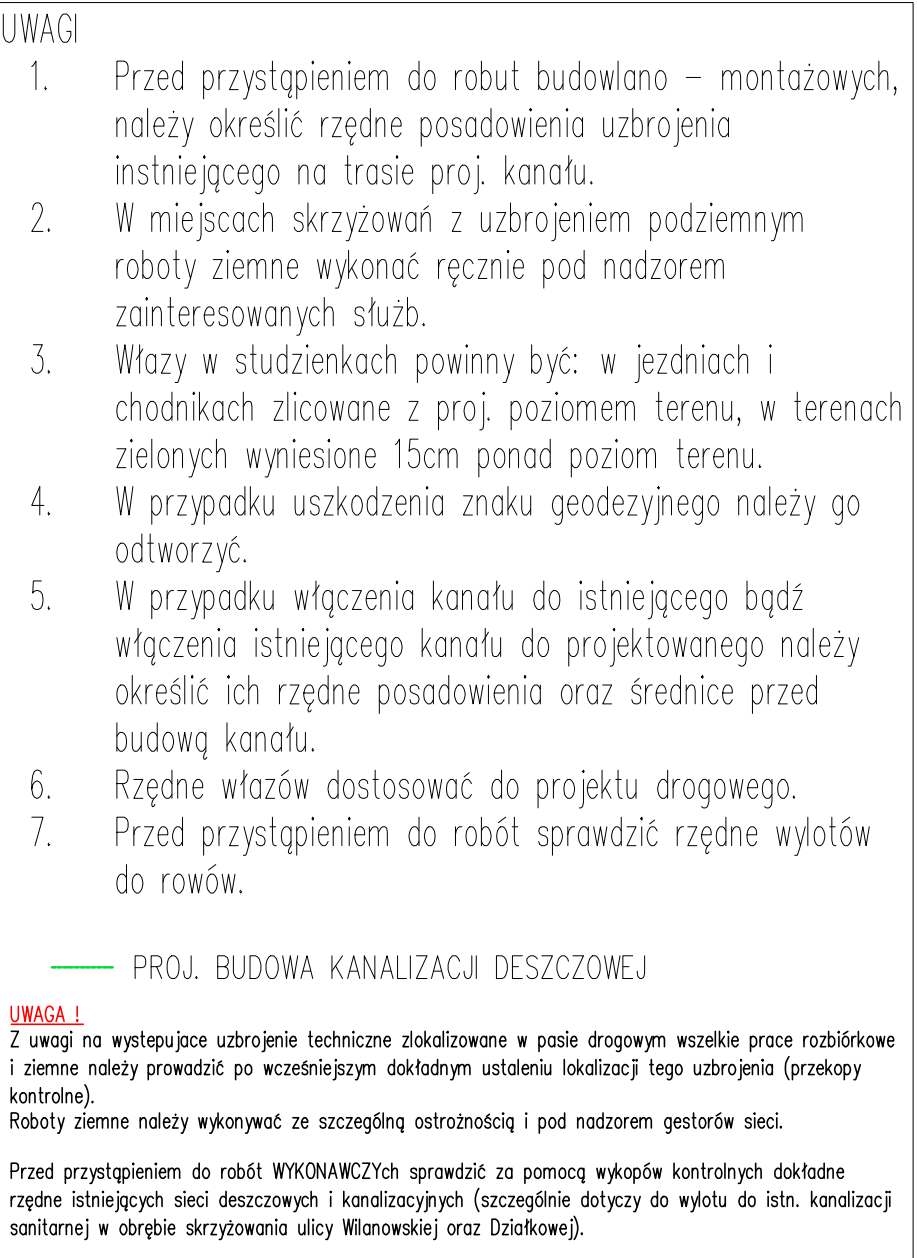 UWAGI
1. Przed przystąpieniem do robut budowlano – montażowych,
należy określić rzędne posadowienia uzbrojenia
instniejącego na trasie proj. kanału.
2. W miejscach skrzyżowań z uzbrojeniem podziemnym
roboty ziemne wykonać ręcznie pod nadzorem
zainteresowanych służb.
3. Włazy w studzienkach powinny być: w jezdniach i
chodnikach zlicowane z proj. poziomem terenu, w terenach
zielonych wyniesione 15cm ponad poziom terenu.
4. W przypadku uszkodzenia znaku geodezyjnego należy go
odtworzyć.
5. W przypadku włączenia kanału do istniejącego bądź
włączenia istniejącego kanału do projektowanego należy
określić ich rzędne posadowienia oraz średnice przed
budową kanału.
6. Rzędne włazów dostosować do projektu drogowego.
7. Przed przystąpieniem do robót sprawdzić rzędne wylotów
do rowów.
PROJ. BUDOWA KANALIZACJI DESZCZOWEJ
UWAGA !
Z uwagi na wystepujace uzbrojenie techniczne zlokalizowane w pasie drogowym wszelkie prace rozbiórkowe
i ziemne należy prowadzić po wcześniejszym dokładnym ustaleniu lokalizacji tego uzbrojenia (przekopy
kontrolne).
Roboty ziemne należy wykonywać ze szczególną ostrożnością i pod nadzorem gestorów sieci.
Przed przystąpieniem do robót WYKONAWCZYch sprawdzić za pomocą wykopów kontrolnych dokładne
rzędne istniejących sieci deszczowych i kanalizacyjnych (szczególnie dotyczy do wylotu do istn. kanalizacji
sanitarnej w obrębie skrzyżowania ulicy Wilanowskiej oraz Działkowej).